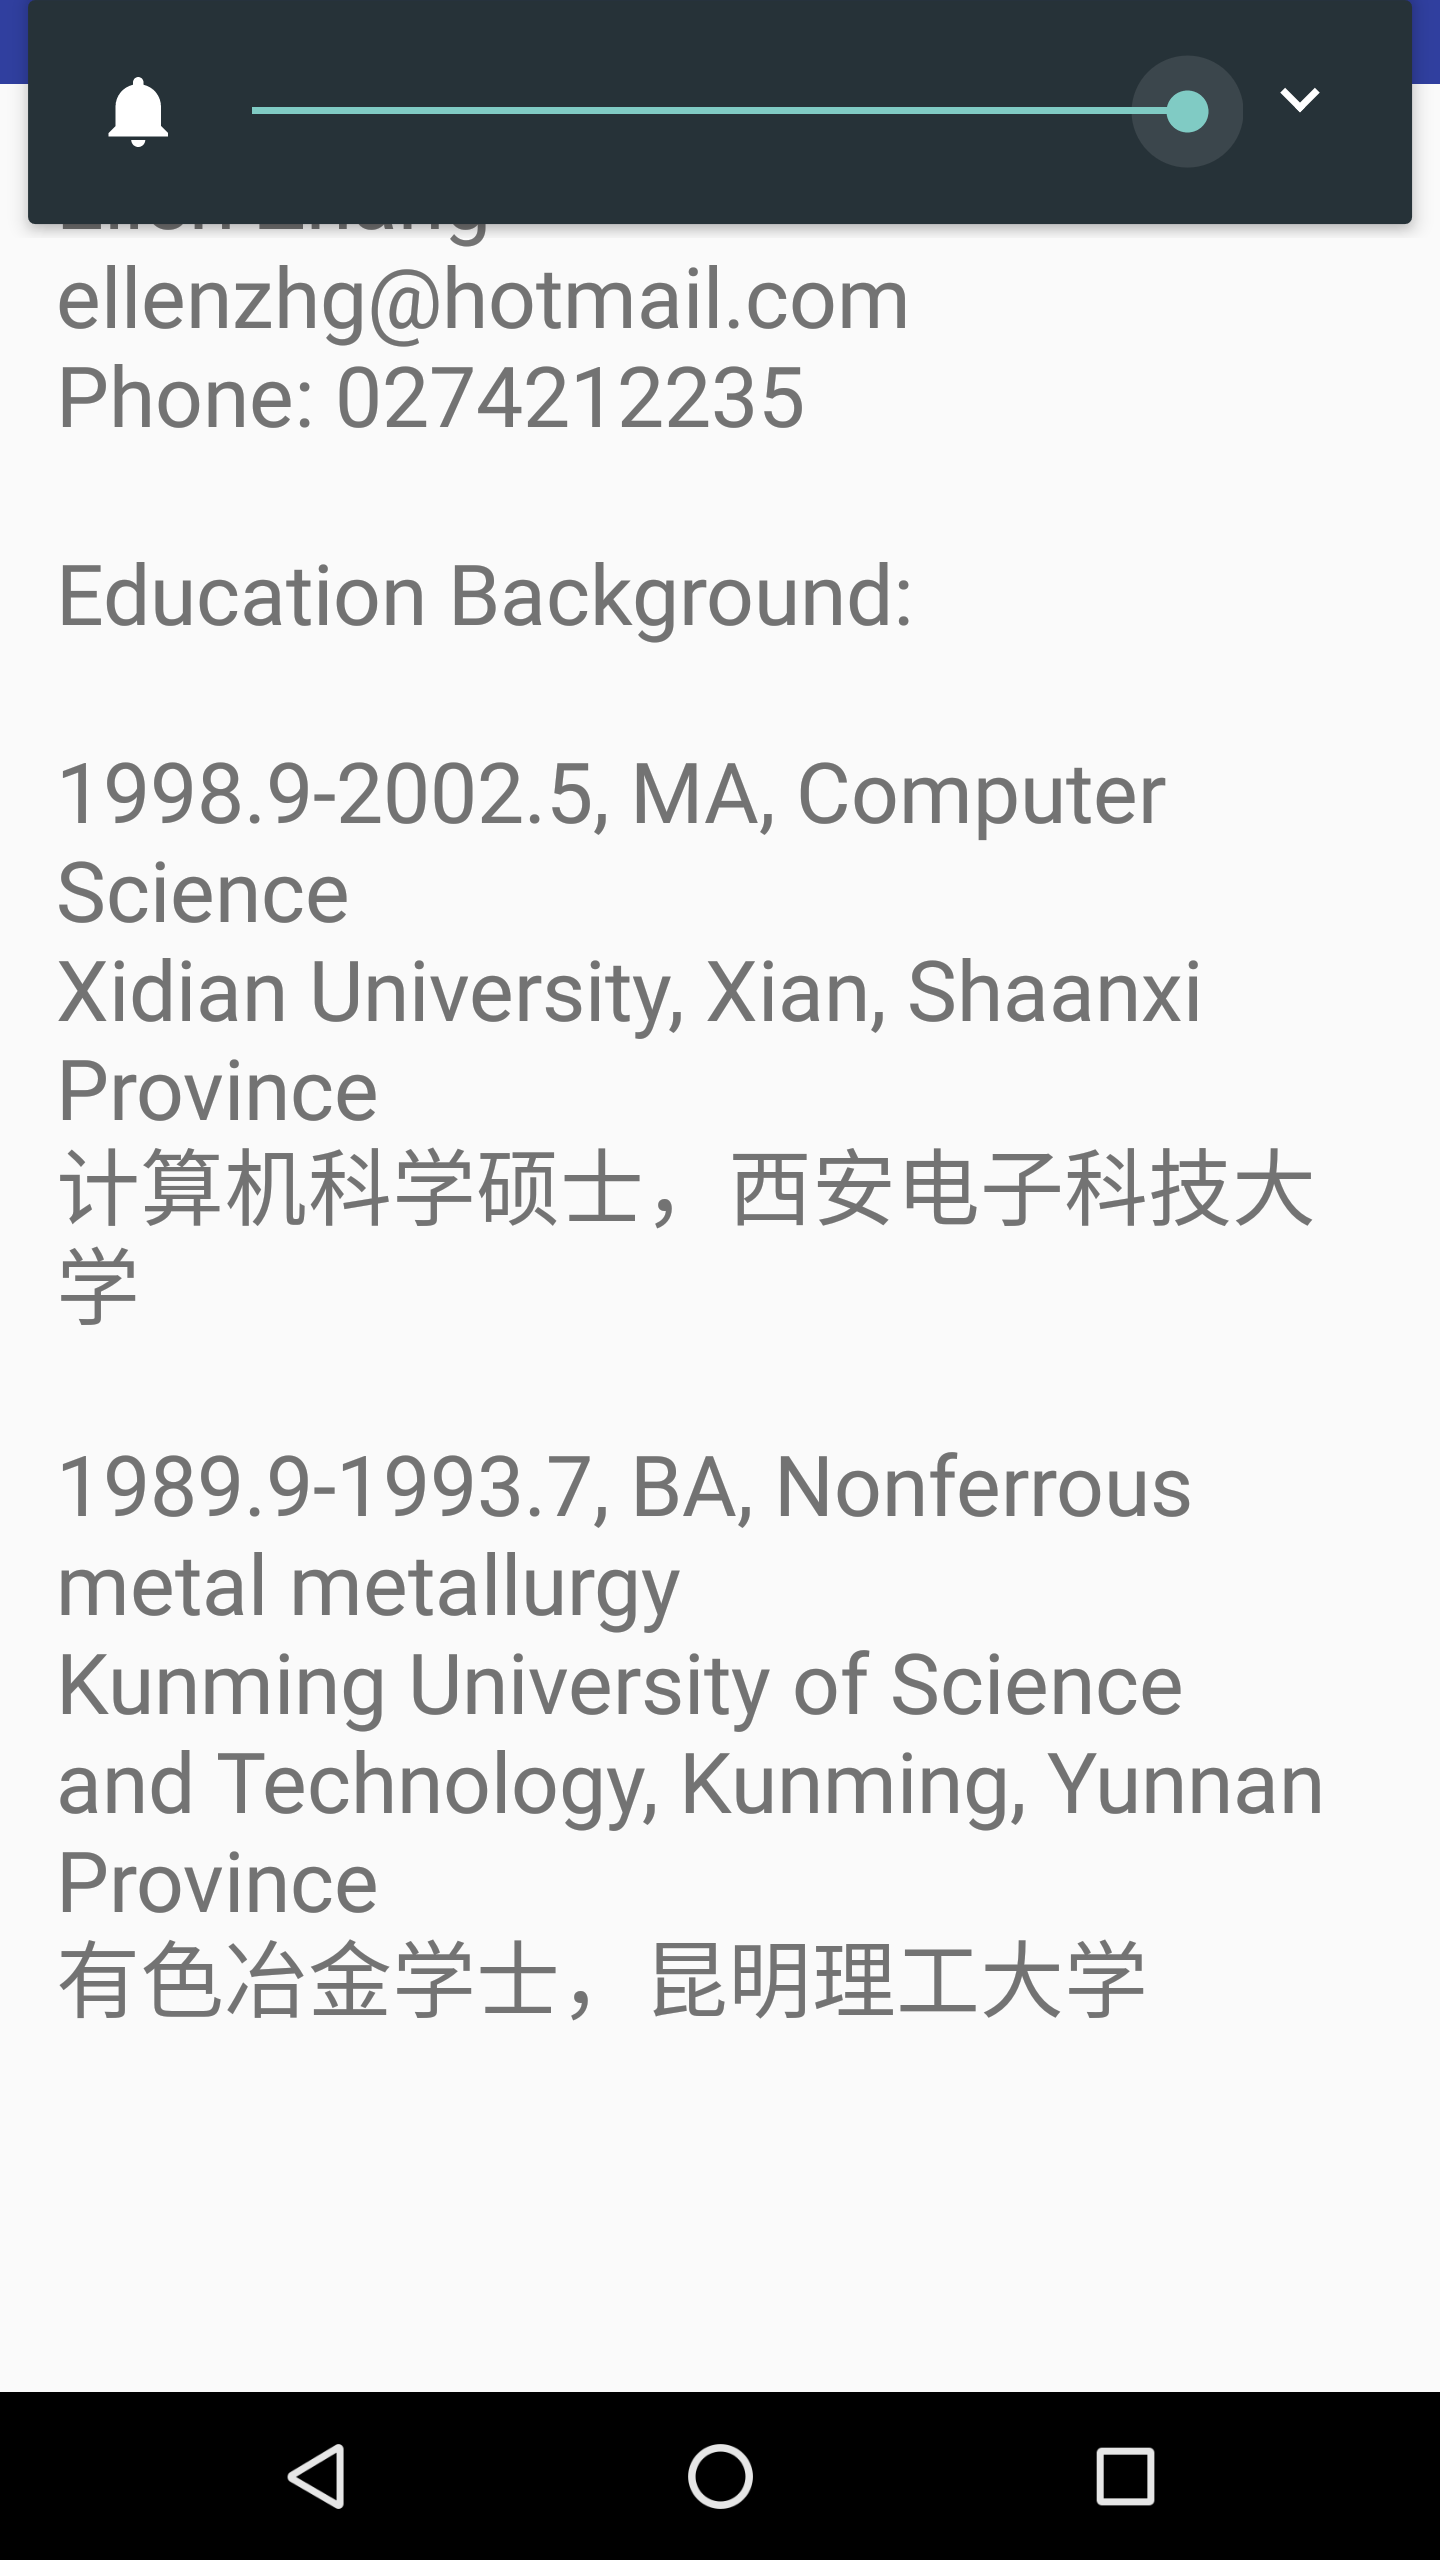 Ellen Zhang
ellenzhg@hotmail.com
Phone: 0274212235
Education Background:
1998.9-2002.5, MA, Computer
Science
Xidian University, Xian, Shaanxi
Province
计算机科学硕士，西安电子科技大
学
1989.9-1993.7, BA, Nonferrous
metal metallurgy
Kunming University of Science
and Technology, Kunming, Yunnan
Province
有色冶金学士，昆明理工大学